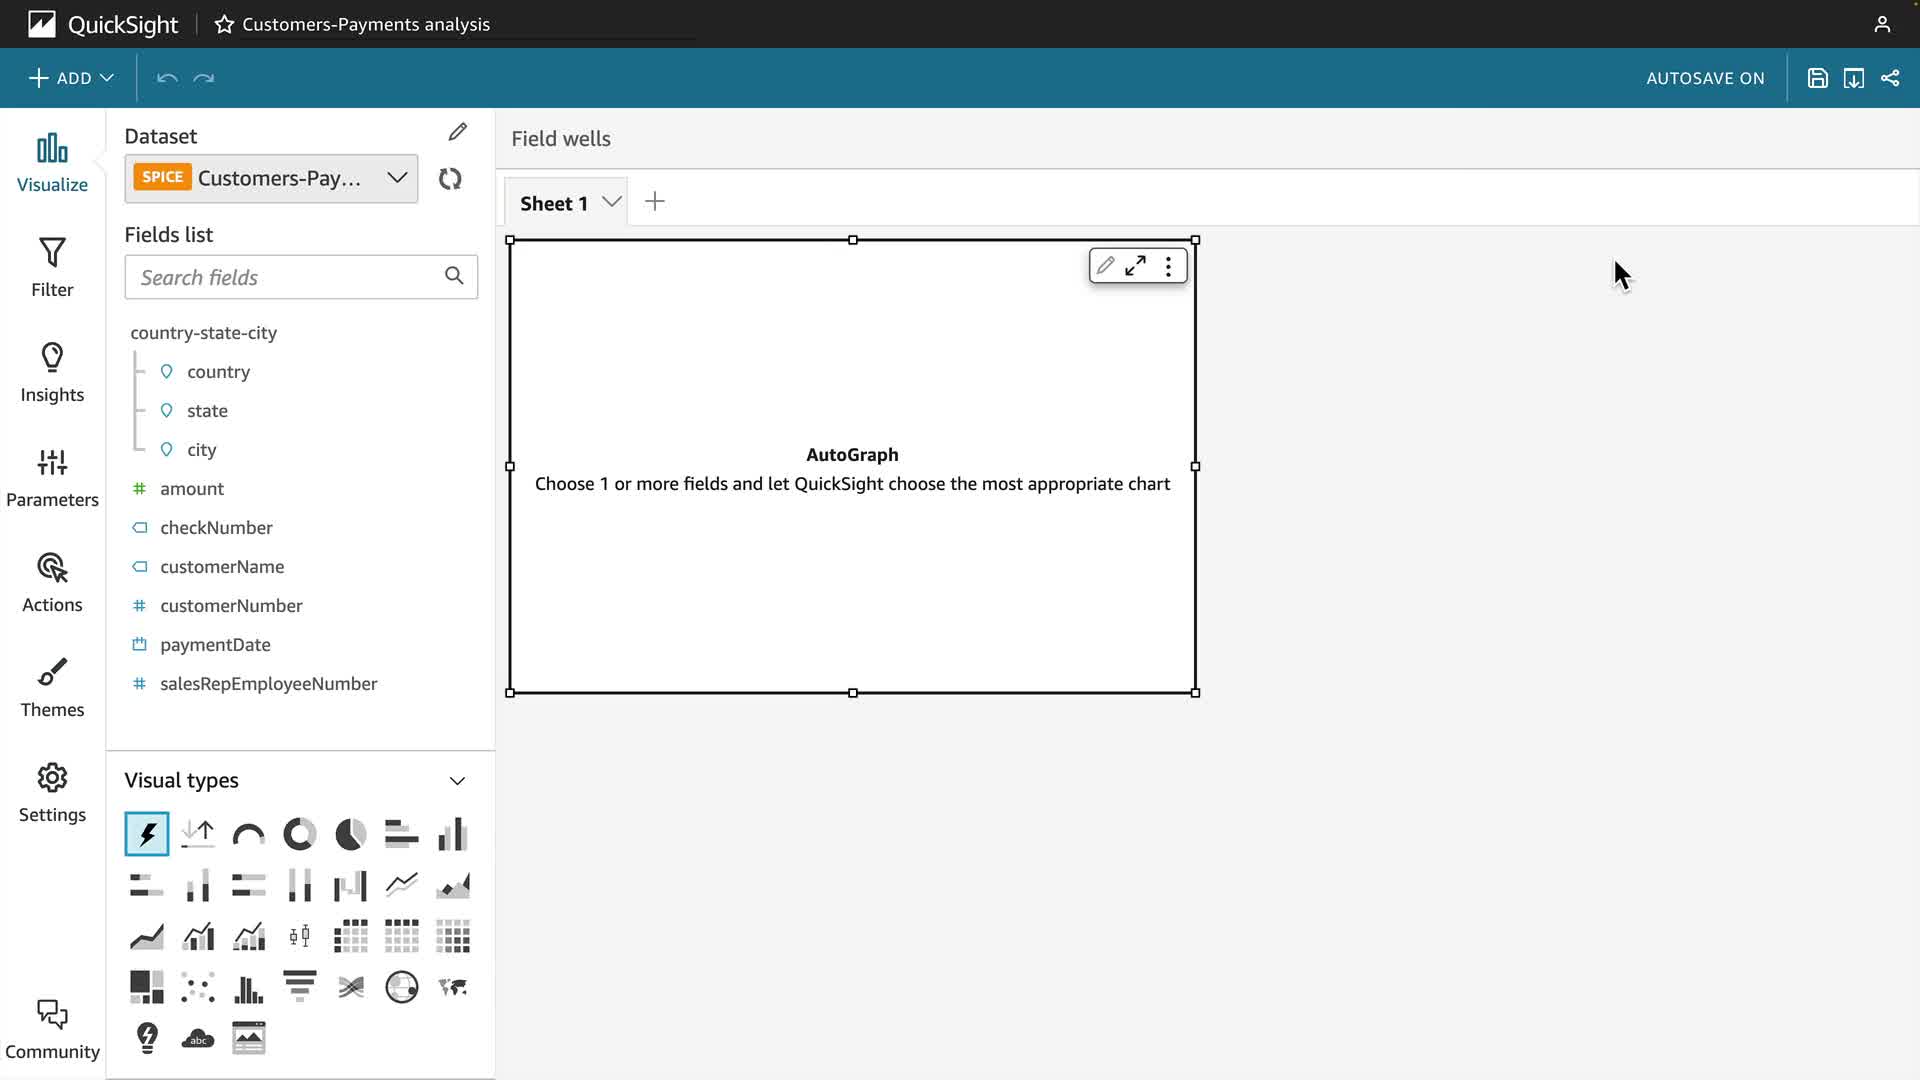 QuickSight
Customers-Payments analysis
ADD
AUTOSAVE ON
Visualize
Filter
Insights
Parameters
Actions
Themes
Settings
Community
Dataset
SPICE Customers-Pay...
Fields list
Search fields
country-state-city
country
state
city
# amount
checkNumber
customerName
# customerNumber
paymentDate
# salesRepEmployeeNumber
Visual types
abc
Field wells
Sheet 1
AutoGraph
Choose 1 or more fields and let QuickSight choose the most appropriate chart